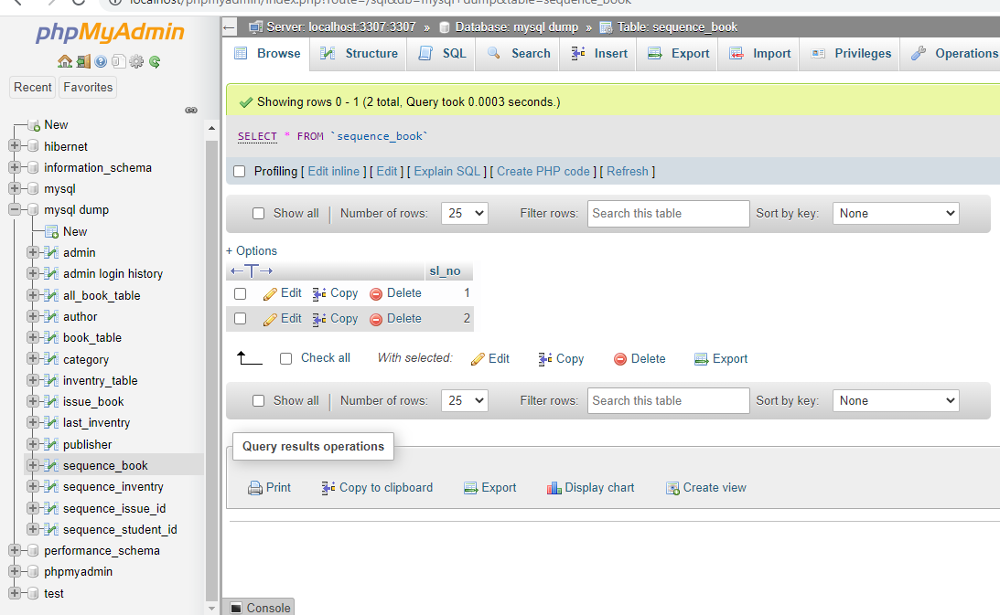 localhost/phpmyadmin/index.php?route=/sql&db=mysql+dump&table=sequence_book
phpMyAdmin
Recent Favorites
New
hibernet
information_schema
mysql
mysql dump
New
admin
admin login history
all_book_table
author
book_table
category
inventry_table
issue_book
last_inventry
publisher
sequence_book
sequence_inventry
sequence_issue_id
sequence_student_id
performance_schema
phpmyadmin
test
Server: localhost:3307:3307 » Database: mysql dump » Table: sequence_book
Browse Structure SQL Search Insert Export Import Privileges Operations
Showing rows 0 - 1 (2 total, Query took 0.0003 seconds.)
SELECT * FROM `sequence_book`
Profiling [ Edit inline ] [ Edit ] [ Explain SQL ] [ Create PHP code ] [ Refresh ]
Show all | Number of rows: 25 Filter rows: Search this table Sort by key: None
+ Options
←T→ sl_no
Edit Copy Delete 1
Edit Copy Delete 2
Check all With selected: Edit Copy Delete Export
Show all | Number of rows: 25 Filter rows: Search this table Sort by key: None
Query results operations
Print Copy to clipboard Export Display chart Create view
Console